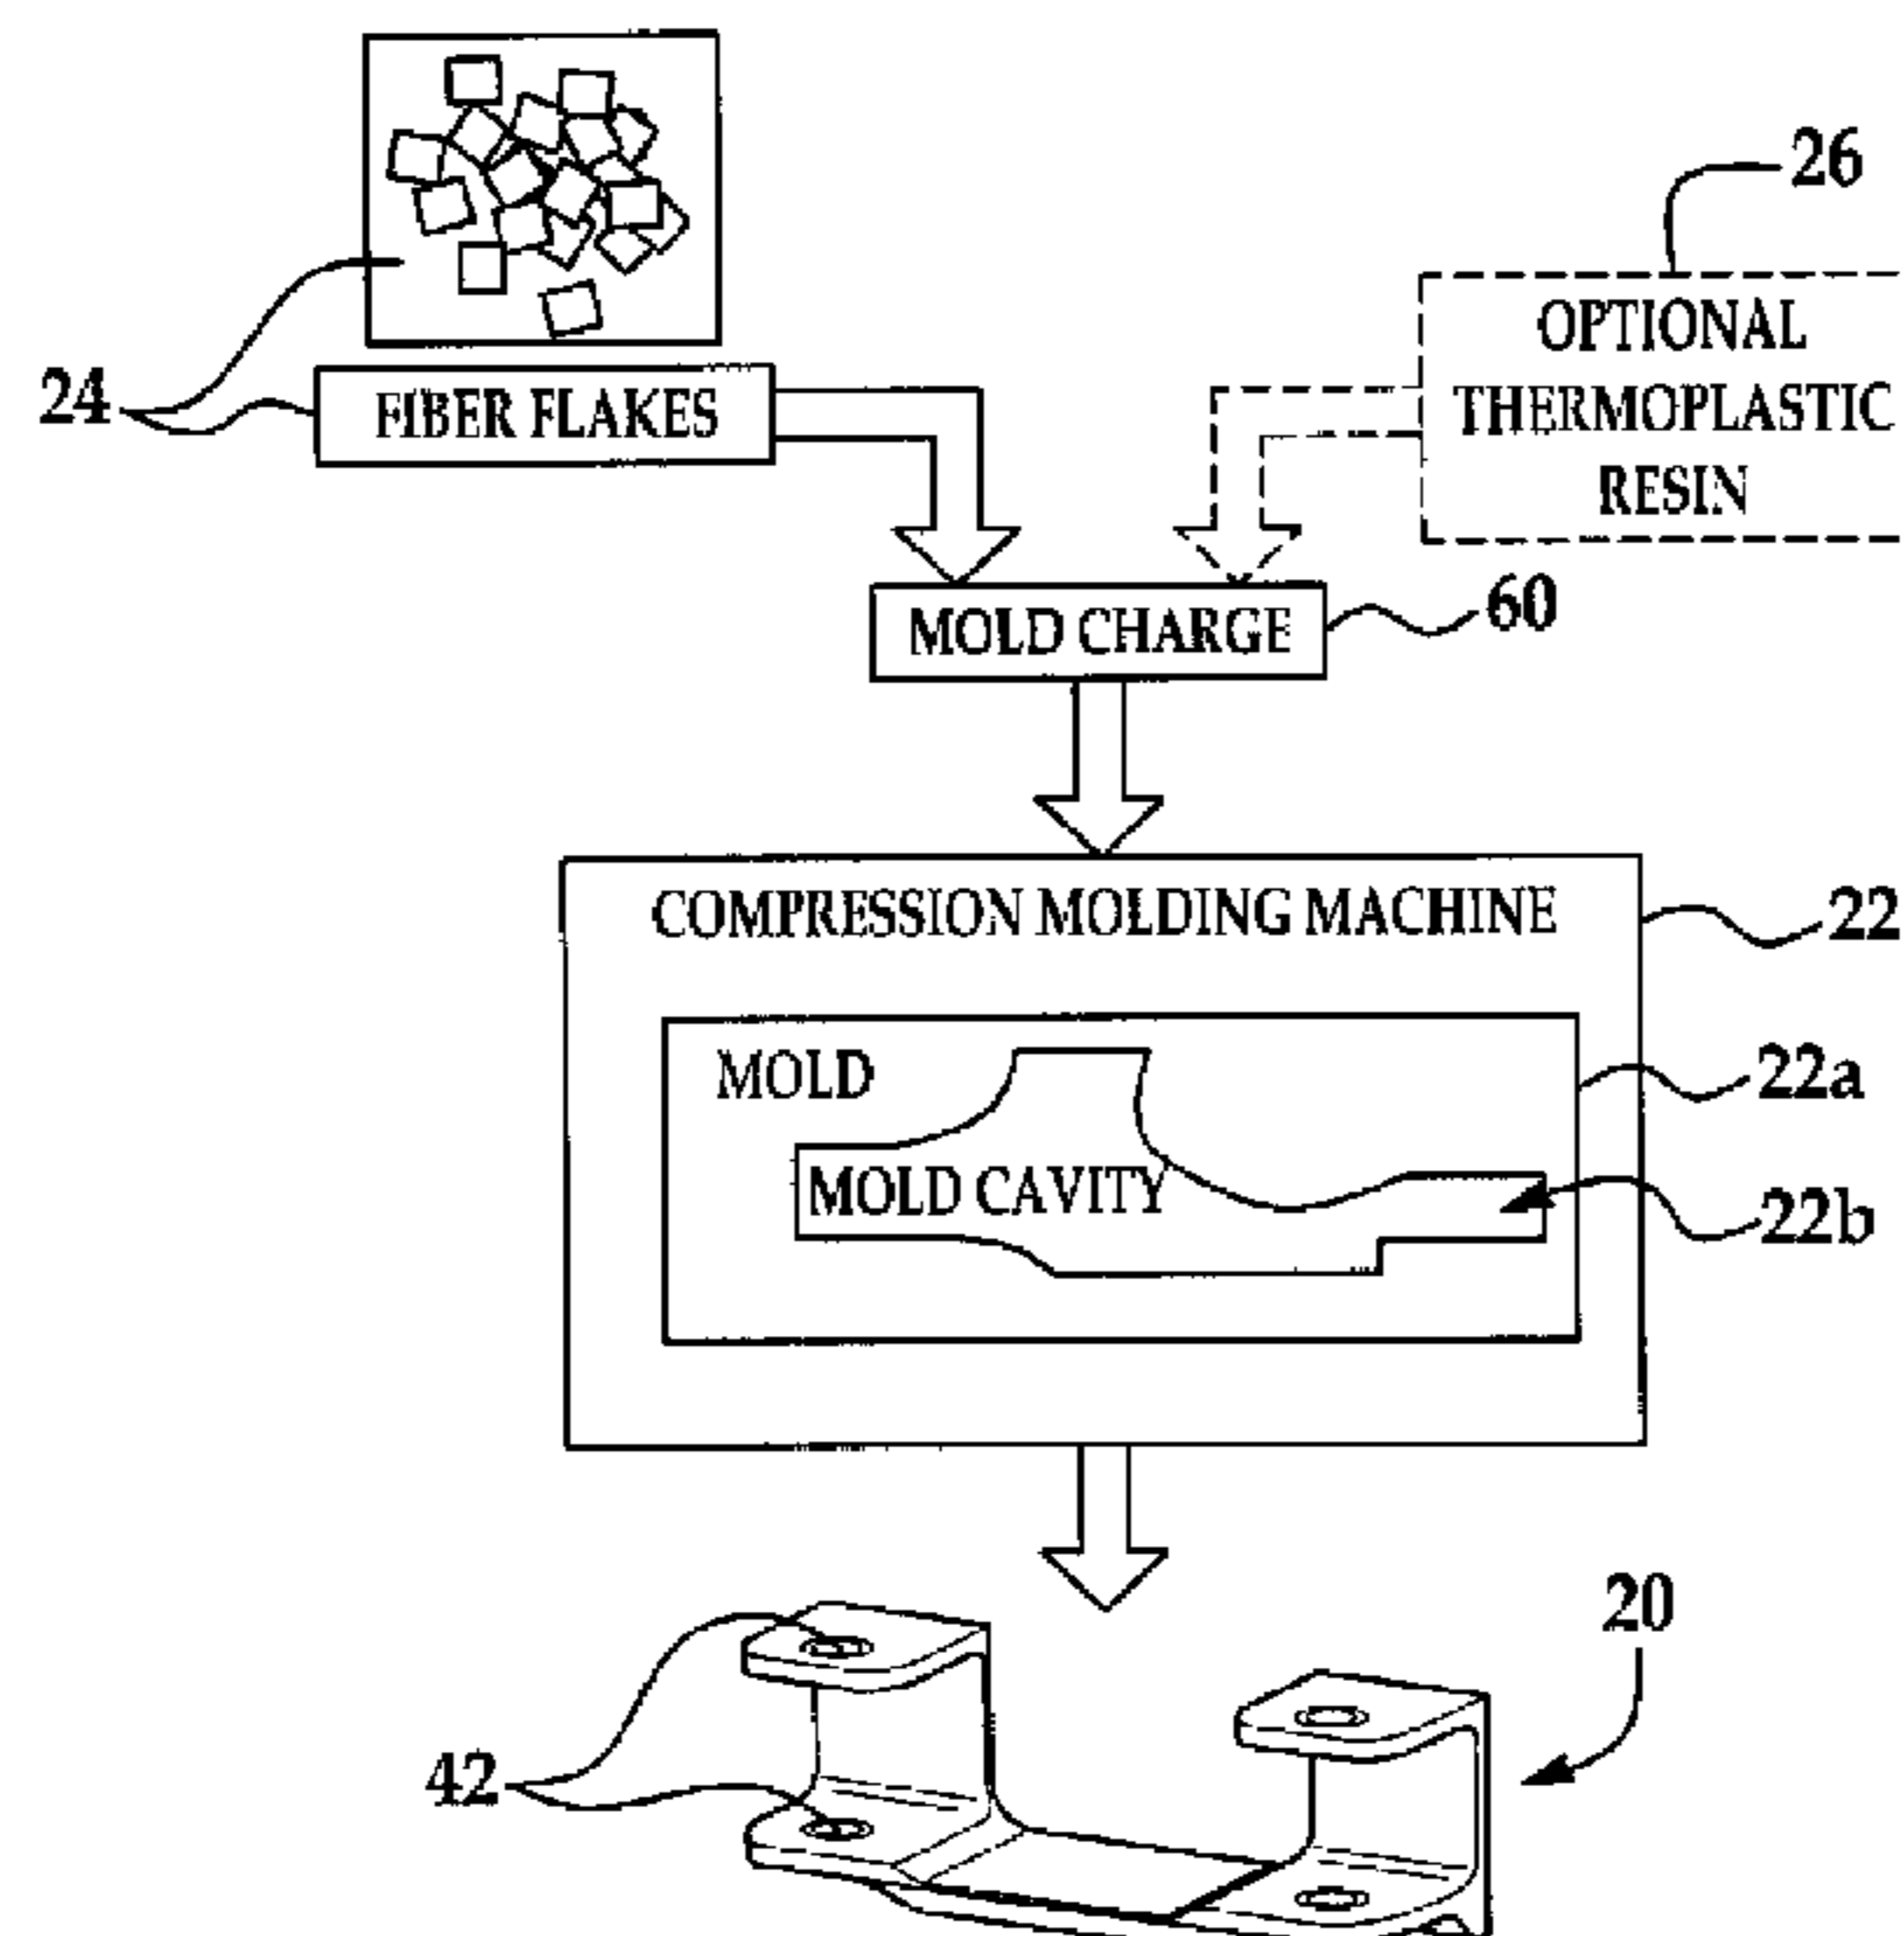 26
OPTIONAL
THERMOPLASTIC
RESIN
24
FIBER FLAKES
MOLD CHARGE
60
COMPRESSION MOLDING MACHINE
22
MOLD
22a
MOLD CAVITY
22b
20
42